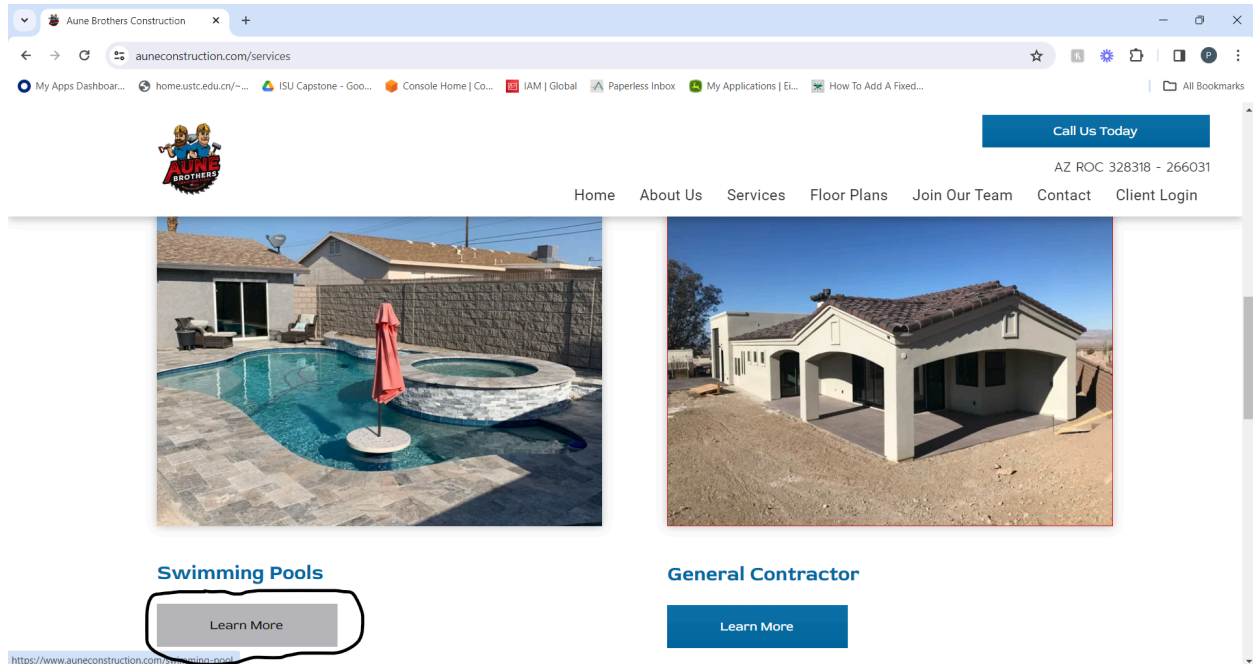 Aune Brothers Construction
auneconstruction.com/services
My Apps Dashboar... home.ustc.edu.cn/~... ISU Capstone - Goo... Console Home | Co... IAM | Global Paperless Inbox My Applications | Ei... How To Add A Fixed... All Bookmarks
P
AUNE
BROTHERS
Call Us Today
AZ ROC 328318 - 266031
Home About Us Services Floor Plans Join Our Team Contact Client Login
Swimming Pools General Contractor
Learn More Learn More
https://www.auneconstruction.com/swimming-pool